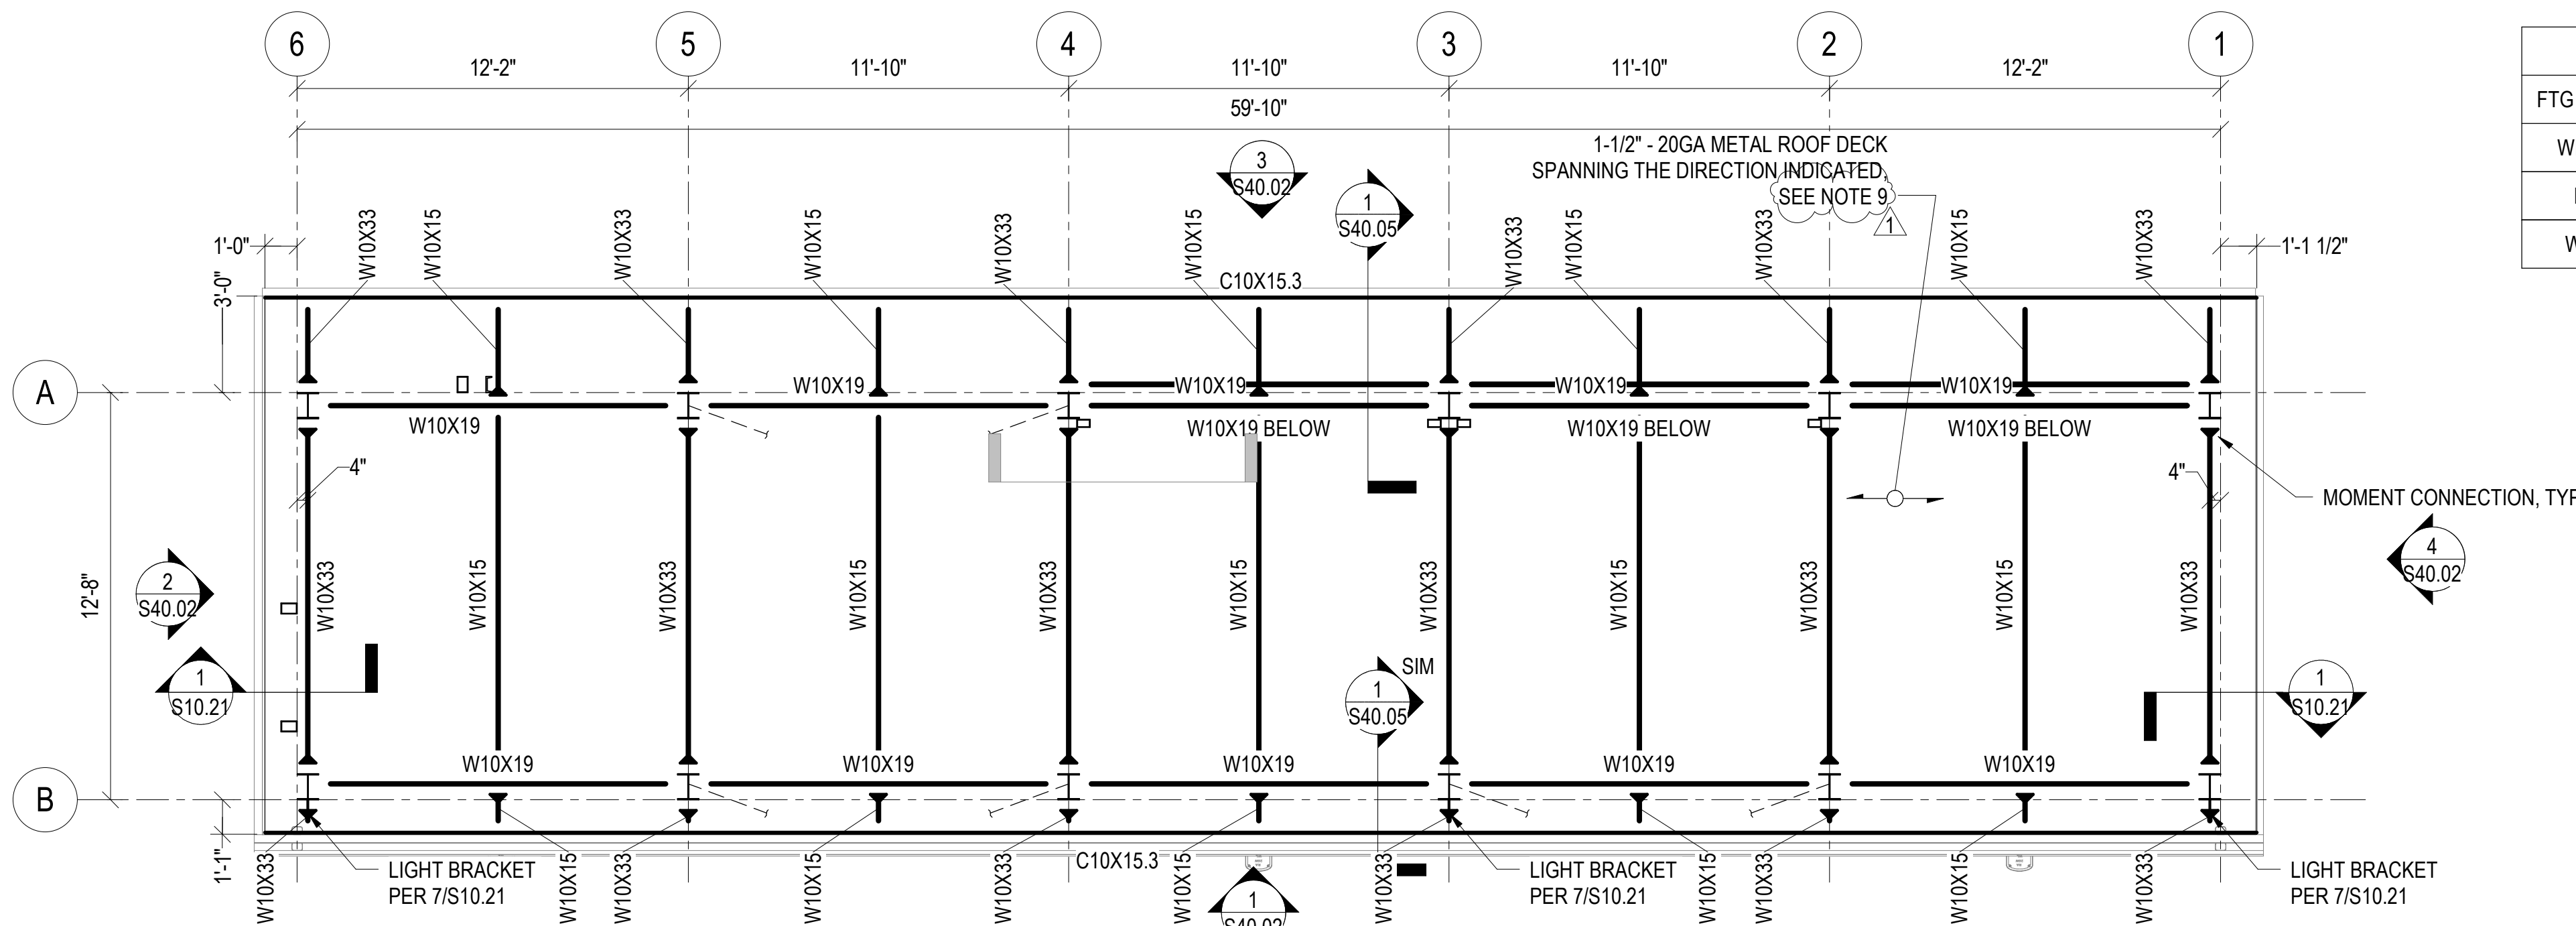 6
5
4
3
2
1
12'-2"
11'-10"
11'-10"
11'-10"
12'-2"
59'-10"
FTG
W
W
1-1/2" - 20GA METAL ROOF DECK
SPANNING THE DIRECTION INDICATED,
SEE NOTE 9
1
3
S40.02
1
S40.05
1'-0"
3'-0"
W10X33
W10X15
W10X33
W10X15
W10X33
W10X15
W10X33
W10X15
W10X33
W10X15
W10X33
1'-1 1/2"
C10X15.3
A
W10X19
W10X19
W10X19
W10X19
W10X19
W10X19 BELOW
W10X19 BELOW
W10X19 BELOW
4"
4"
MOMENT CONNECTION, TYP
12'-8"
2
S40.02
4
S40.02
W10X33
W10X15
W10X33
W10X15
W10X33
W10X15
W10X33
W10X15
W10X33
W10X15
W10X33
1
S10.21
SIM
1
S40.05
1
S10.21
B
W10X19
W10X19
W10X19
W10X19
W10X19
1'-1"
W10X33
LIGHT BRACKET
PER 7/S10.21
W10X15
W10X33
W10X15
W10X33
C10X15.3
W10X15
1
S40.02
W10X33
LIGHT BRACKET
PER 7/S10.21
W10X15
W10X33
W10X15
W10X33
LIGHT BRACKET
PER 7/S10.21